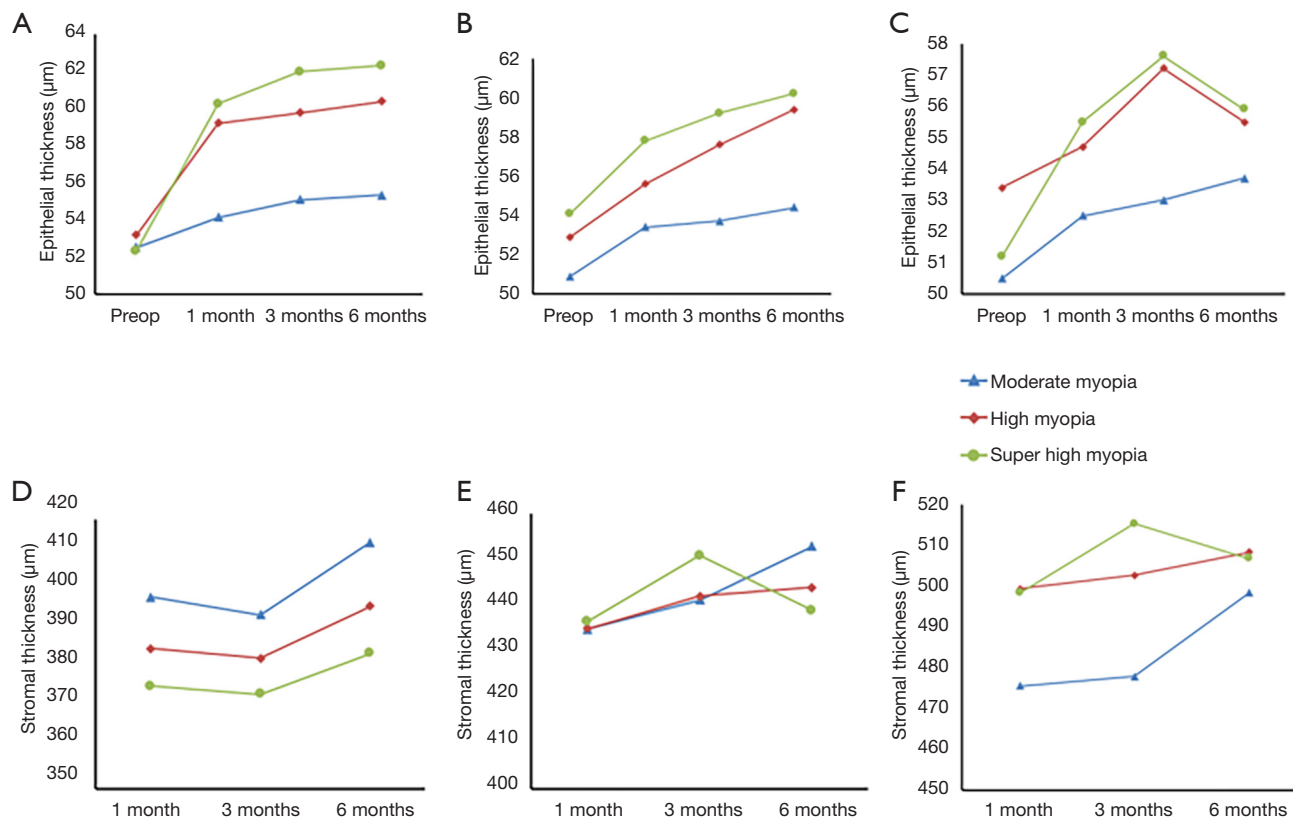 A
Epithelial thickness (μm)
64
62
60
58
56
54
52
50
Preop 1 month 3 months 6 months
B
Epithelial thickness (μm)
62
60
58
56
54
52
50
Preop 1 month 3 months 6 months
C
Epithelial thickness (μm)
58
57
56
55
54
53
52
51
50
Preop 1 month 3 months 6 months
Moderate myopia
High myopia
Super high myopia
D
Stromal thickness (μm)
420
410
400
390
380
370
360
350
1 month 3 months 6 months
E
Stromal thickness (μm)
460
450
440
430
420
410
400
1 month 3 months 6 months
F
Stromal thickness (μm)
520
510
500
490
480
470
460
450
1 month 3 months 6 months